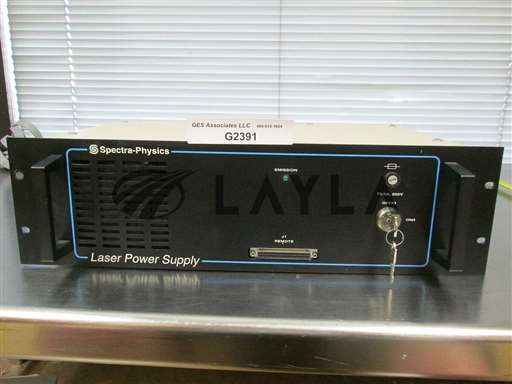 GES Associates LLC
G2391
Spectra-Physics
EMISSION
LAYLA
J1
REMOTE
Laser Power Supply